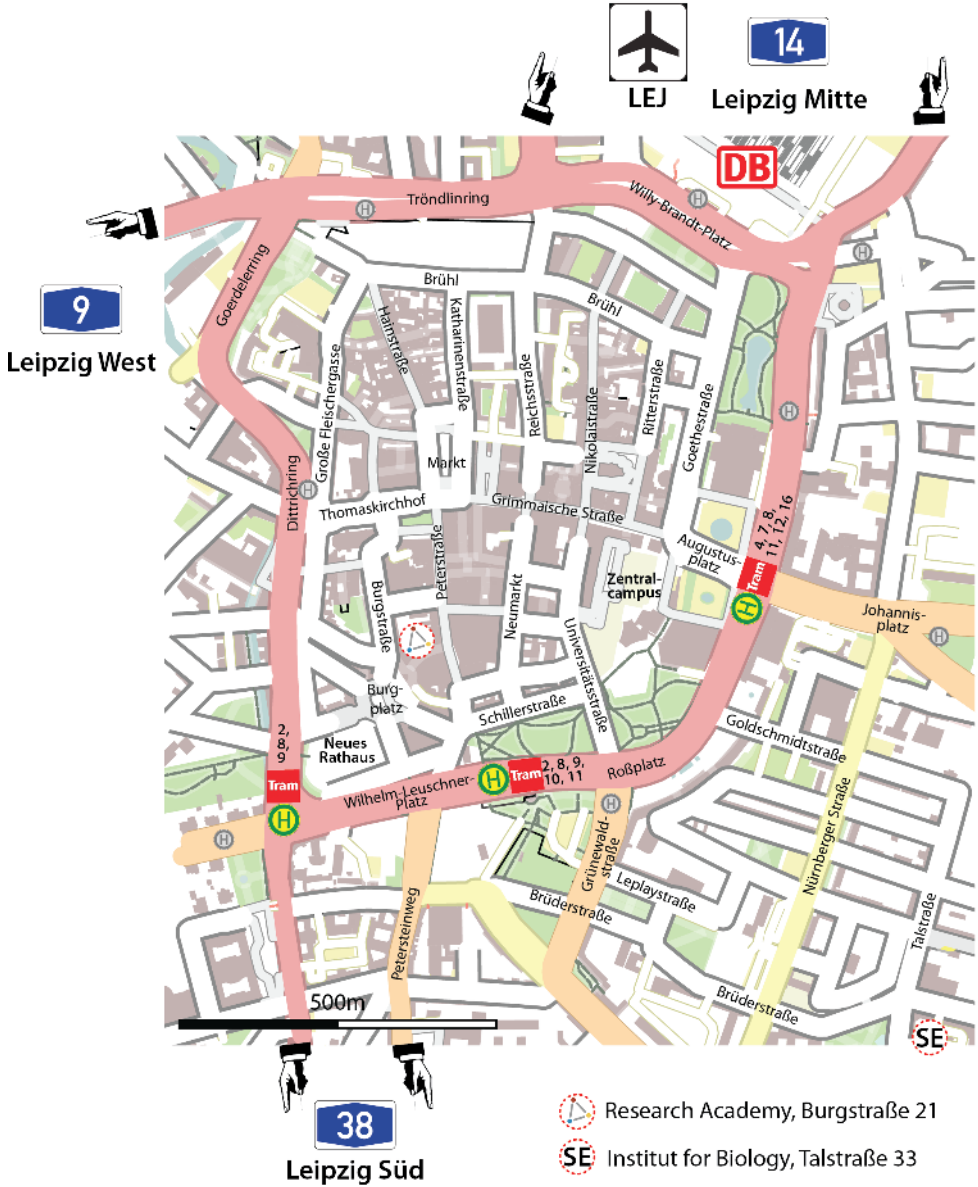 14
LEJ
Leipzig Mitte
DB
Tröndlinring
Willy-Brandt-Platz
H
H
H
9
Leipzig West
Goerdelerring
Brühl
Brühl
Hainstraße
Katharinenstraße
Große Fleischergasse
Reichsstraße
Nikolaistraße
Ritterstraße
Goethestraße
H
Markt
H
Dittrichring
Thomaskirchhof
Grimmaische Straße
4, 7, 8,
11, 12, 16
Augustus-
platz
Tram
H
Peterstraße
Zentral-
campus
Burgstraße
Neumarkt
Universitätsstraße
Johannis-
platz
H
Burg-
platz
Schillerstraße
Goldschmidtstraße
2,
8,
9
Neues
Rathaus
Tram
H
Wilhelm-Leuschner-
Platz
H
Tram
2, 8, 9,
10, 11
Roßplatz
H
H
Grünewald-
straße
Nürnberger Straße
Leplaystraße
Brüderstraße
Talstraße
Petersteinweg
Brüderstraße
500m
SE
38
Leipzig Süd
Research Academy, Burgstraße 21
SE Institut for Biology, Talstraße 33